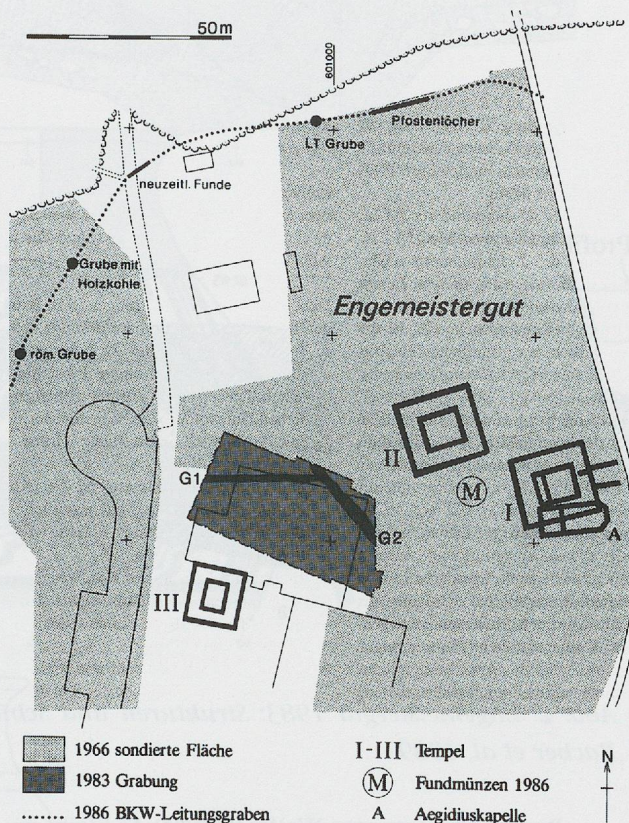 50 m
601000
Pfostenlöcher
LT Grube
neuzeitl. Funde
Grube mit
Holzkohle
Engemeistergut
röm. Grube
II
M
G1
I
G2
A
III
1966 sondierte Fläche
1983 Grabung
1986 BKW-Leitungsgraben
I-III Tempel
M Fundmünzen 1986
A Aegidiuskapelle
N